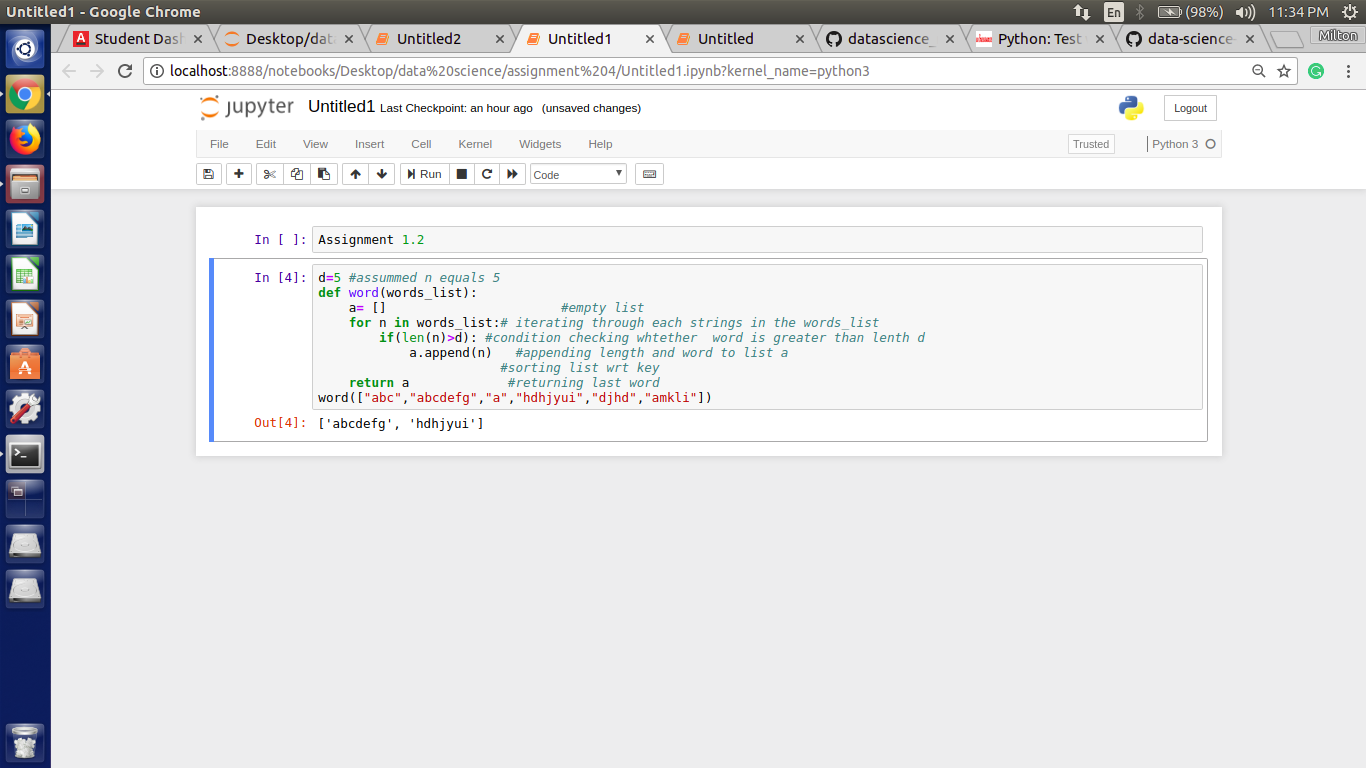 Untitled1 - Google Chrome
En (98%) 11:34 PM
Student Das Desktop/dat Untitled2 Untitled1 Untitled datascience_ Python: Test data-science- Milton
localhost:8888/notebooks/Desktop/data%20science/assignment%204/Untitled1.ipynb?kernel_name=python3
jupyter Untitled1 Last Checkpoint: an hour ago (unsaved changes) Logout
File Edit View Insert Cell Kernel Widgets Help Trusted Python 3
Run Code
In [ ]: Assignment 1.2
In [4]: d=5 #assummed n equals 5
def word(words_list):
a= [] #empty list
for n in words_list:# iterating through each strings in the words_list
if(len(n)>d): #condition checking whtether word is greater than lenth d
a.append(n) #appending length and word to list a
#sorting list wrt key
return a #returning last word
word(["abc","abcdefg","a","hdhjyui","djhd","amkli"])
Out[4]: ['abcdefg', 'hdhjyui']